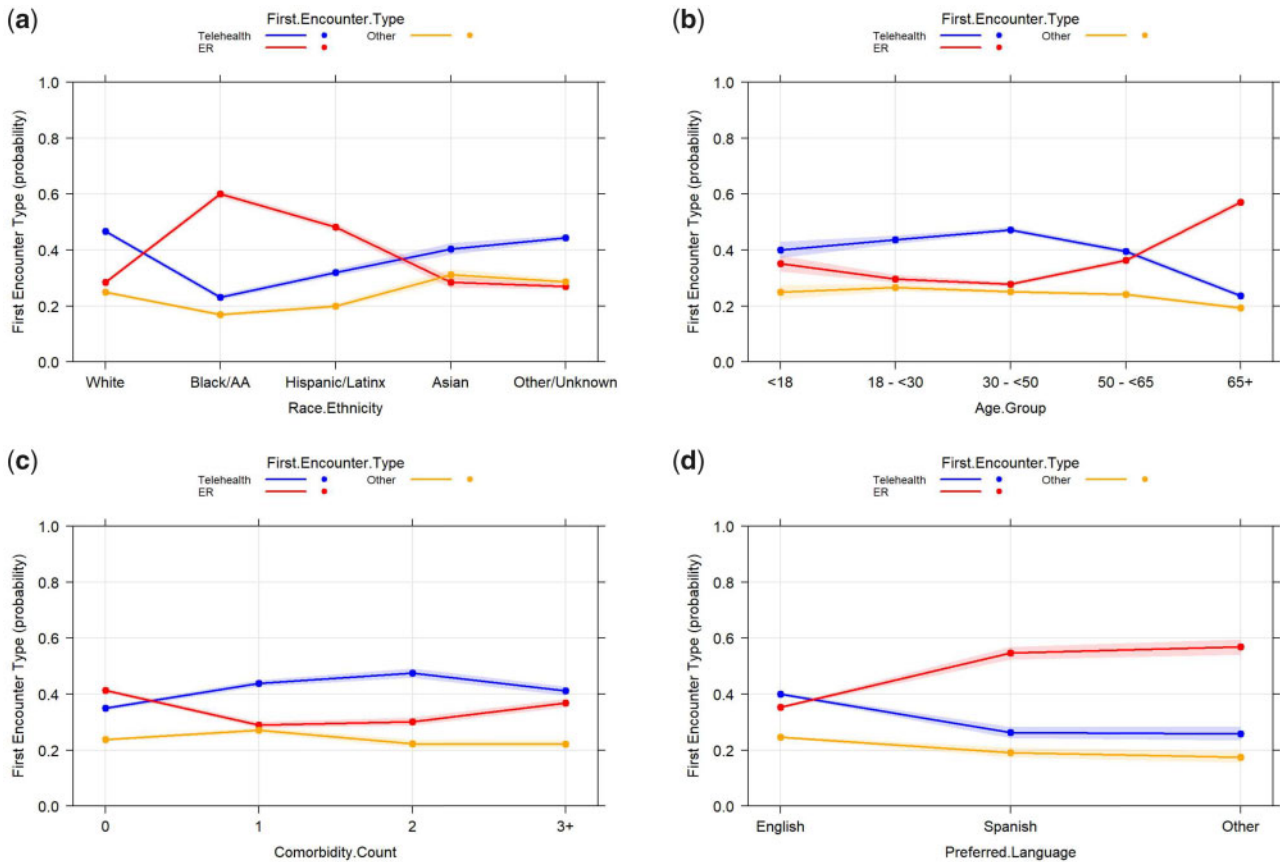 (a)
First.Encounter.Type
Telehealth Other
ER
First Encounter Type (probability)
1.0
0.8
0.6
0.4
0.2
0.0
White Black/AA Hispanic/Latinx Asian Other/Unknown
Race.Ethnicity
(b)
First.Encounter.Type
Telehealth Other
ER
First Encounter Type (probability)
1.0
0.8
0.6
0.4
0.2
0.0
<18 18 - <30 30 - <50 50 - <65 65+
Age.Group
(c)
First.Encounter.Type
Telehealth Other
ER
First Encounter Type (probability)
1.0
0.8
0.6
0.4
0.2
0.0
0 1 2 3+
Comorbidity.Count
(d)
First.Encounter.Type
Telehealth Other
ER
First Encounter Type (probability)
1.0
0.8
0.6
0.4
0.2
0.0
English Spanish Other
Preferred.Language